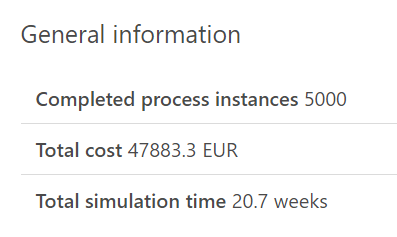 General information
Completed process instances 5000
Total cost 47883.3 EUR
Total simulation time 20.7 weeks